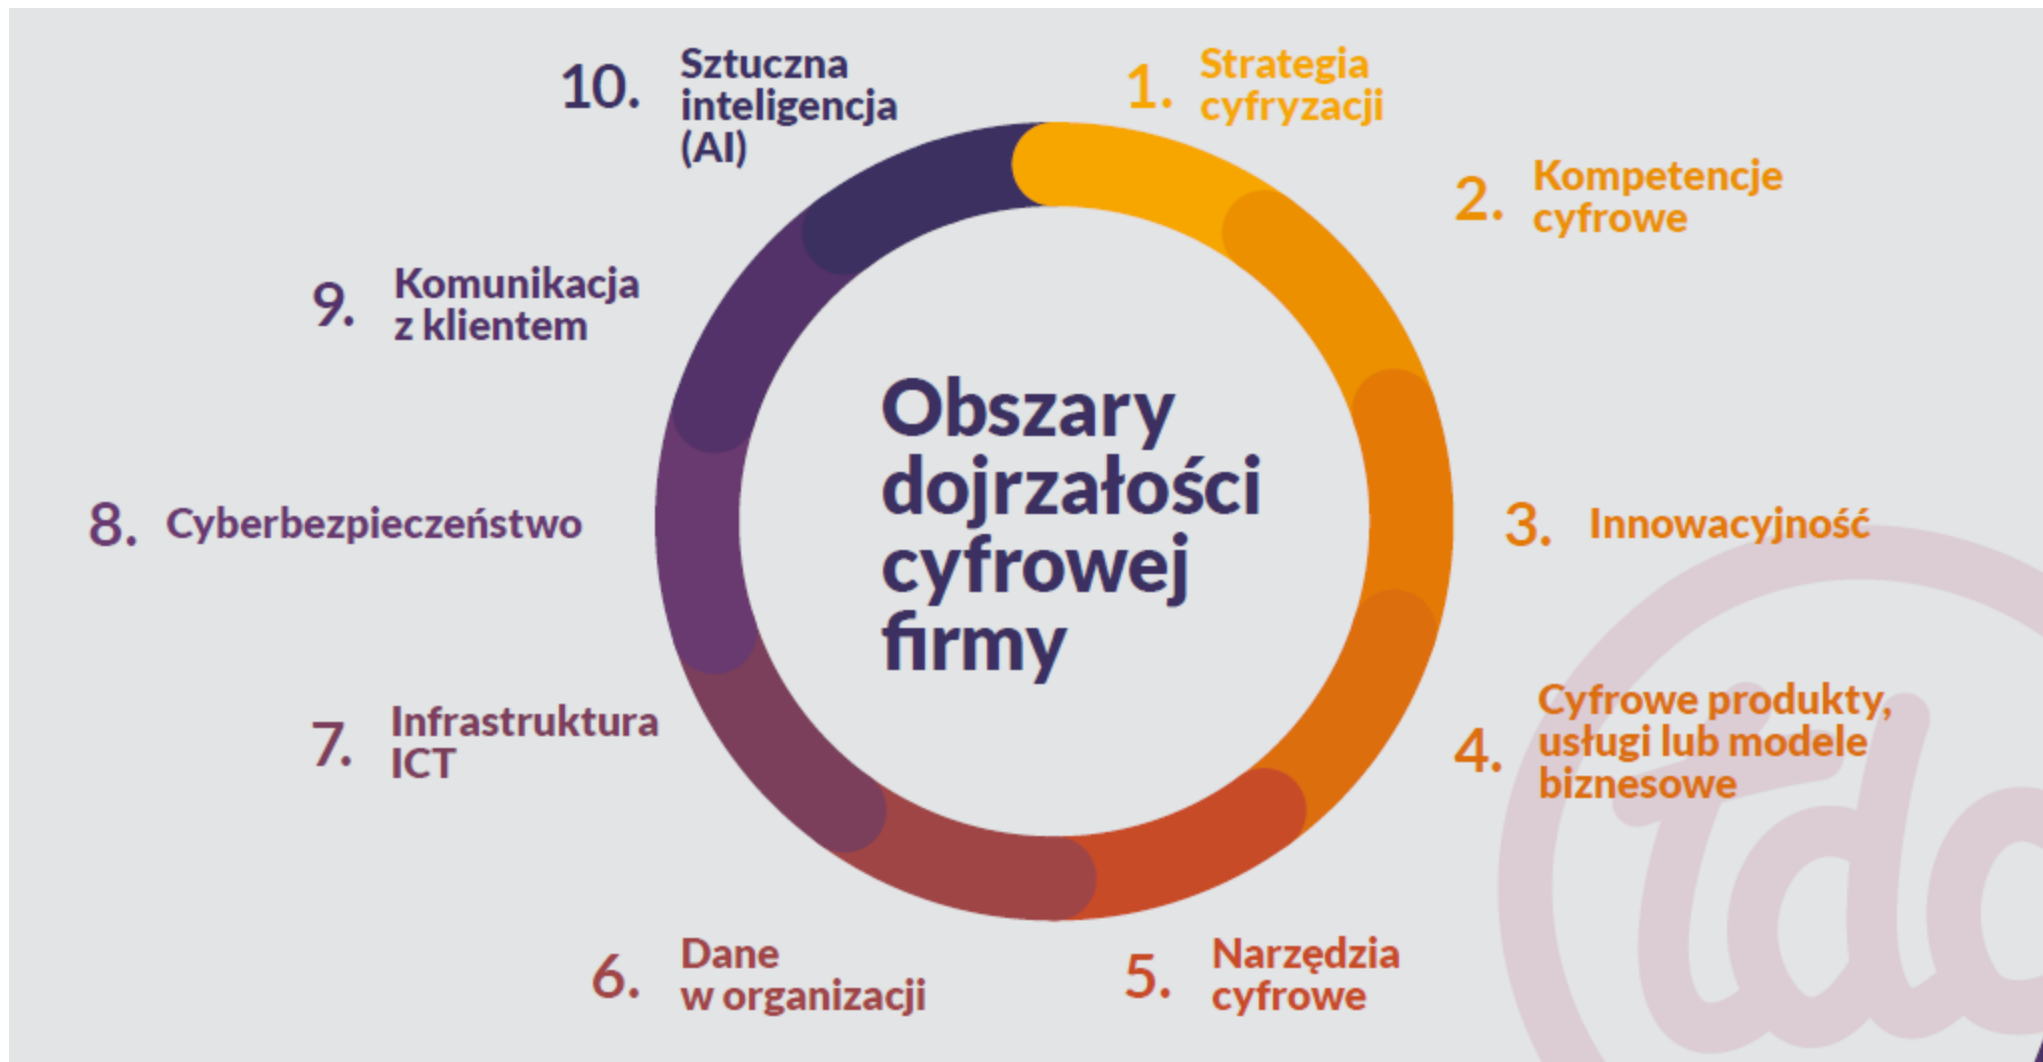 Obszary
dojrzałości
cyfrowej
firmy
1. Strategia
cyfryzacji
2. Kompetencje
cyfrowe
3. Innowacyjność
4. Cyfrowe produkty,
usługi lub modele
biznesowe
5. Narzędzia
cyfrowe
6. Dane
w organizacji
7. Infrastruktura
ICT
8. Cyberbezpieczeństwo
9. Komunikacja
z klientem
10. Sztuczna
inteligencja
(AI)